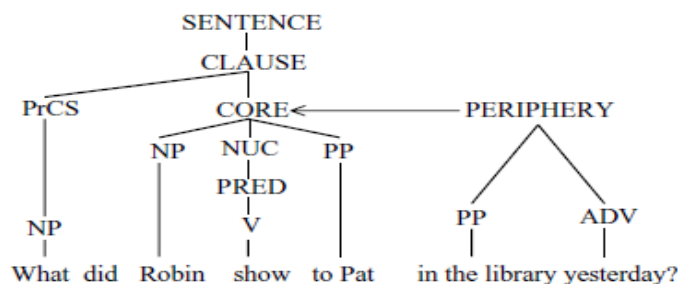 SENTENCE
CLAUSE
PrCS CORE PERIPHERY
NP NUC PP
PRED
NP V PP ADV
What did Robin show to Pat in the library yesterday?